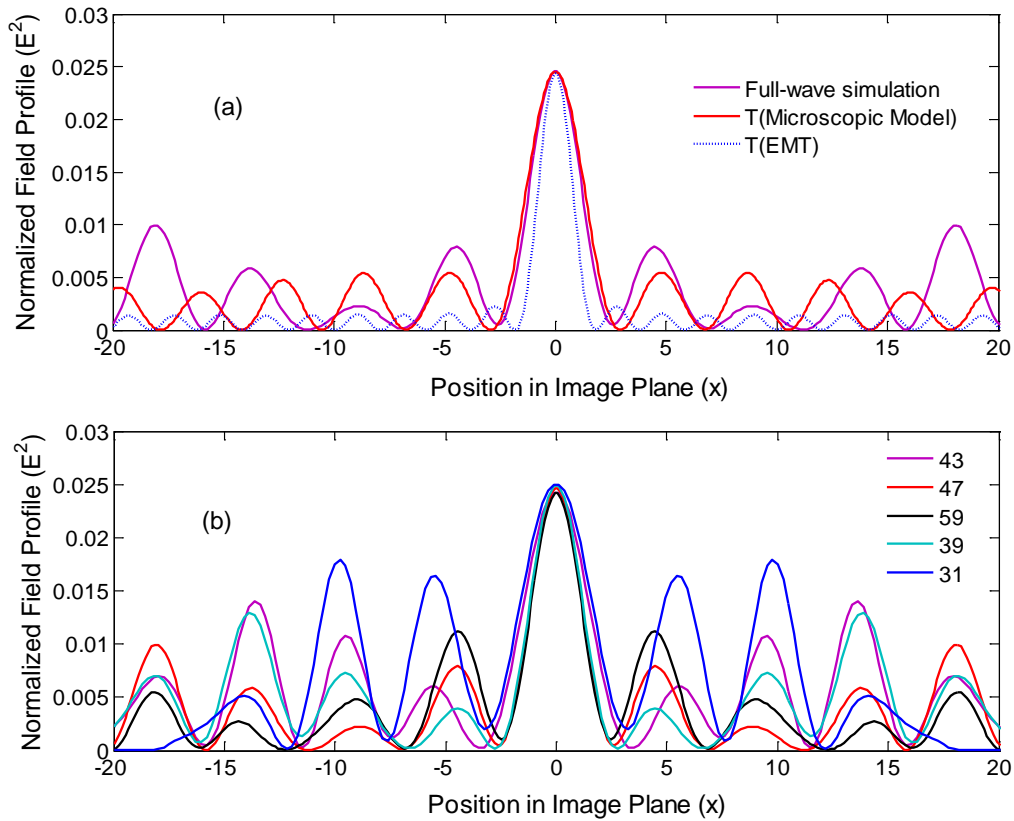 0.03
0.025
0.02
0.015
0.01
0.005
0
Normalized Field Profile (E²)
(a)
Full-wave simulation
T(Microscopic Model)
T(EMT)
-20 -15 -10 -5 0 5 10 15 20
Position in Image Plane (x)
0.03
0.025
0.02
0.015
0.01
0.005
0
Normalized Field Profile (E²)
(b)
43
47
59
39
31
-20 -15 -10 -5 0 5 10 15 20
Position in Image Plane (x)